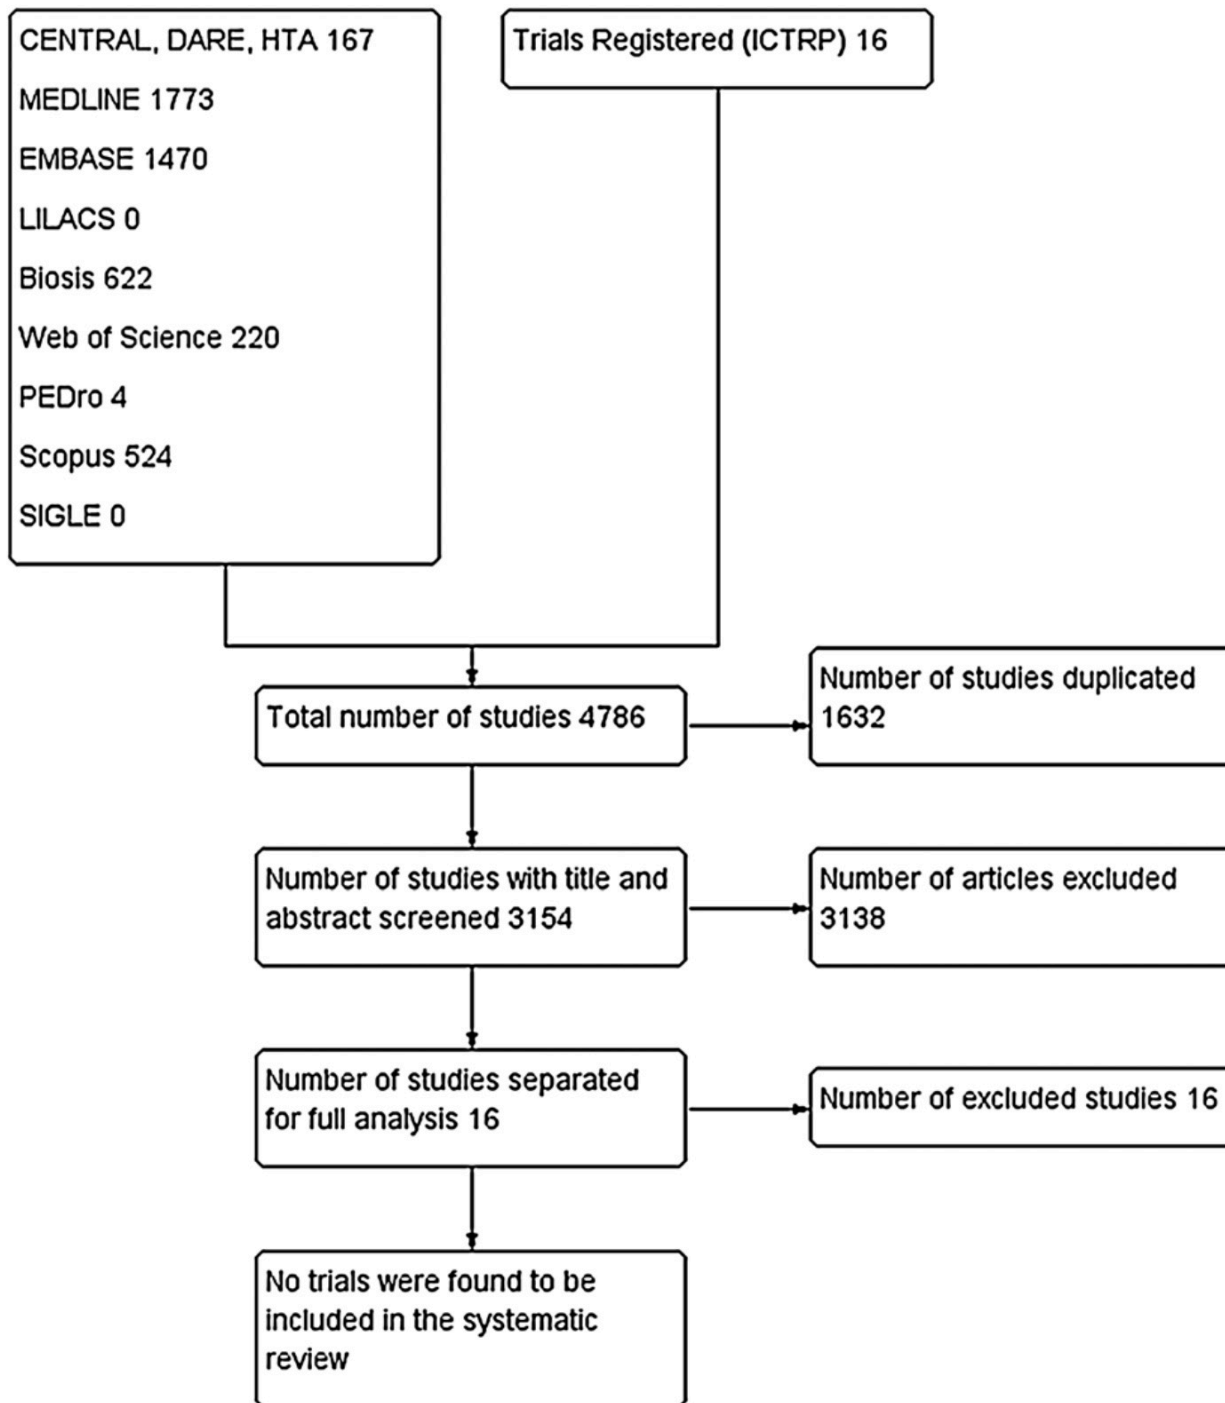 CENTRAL, DARE, HTA 167
MEDLINE 1773
EMBASE 1470
LILACS 0
Biosis 622
Web of Science 220
PEDro 4
Scopus 524
SIGLE 0
Trials Registered (ICTRP) 16
Total number of studies 4786
Number of studies duplicated
1632
Number of studies with title and
abstract screened 3154
Number of articles excluded
3138
Number of studies separated
for full analysis 16
Number of excluded studies 16
No trials were found to be
included in the systematic
review